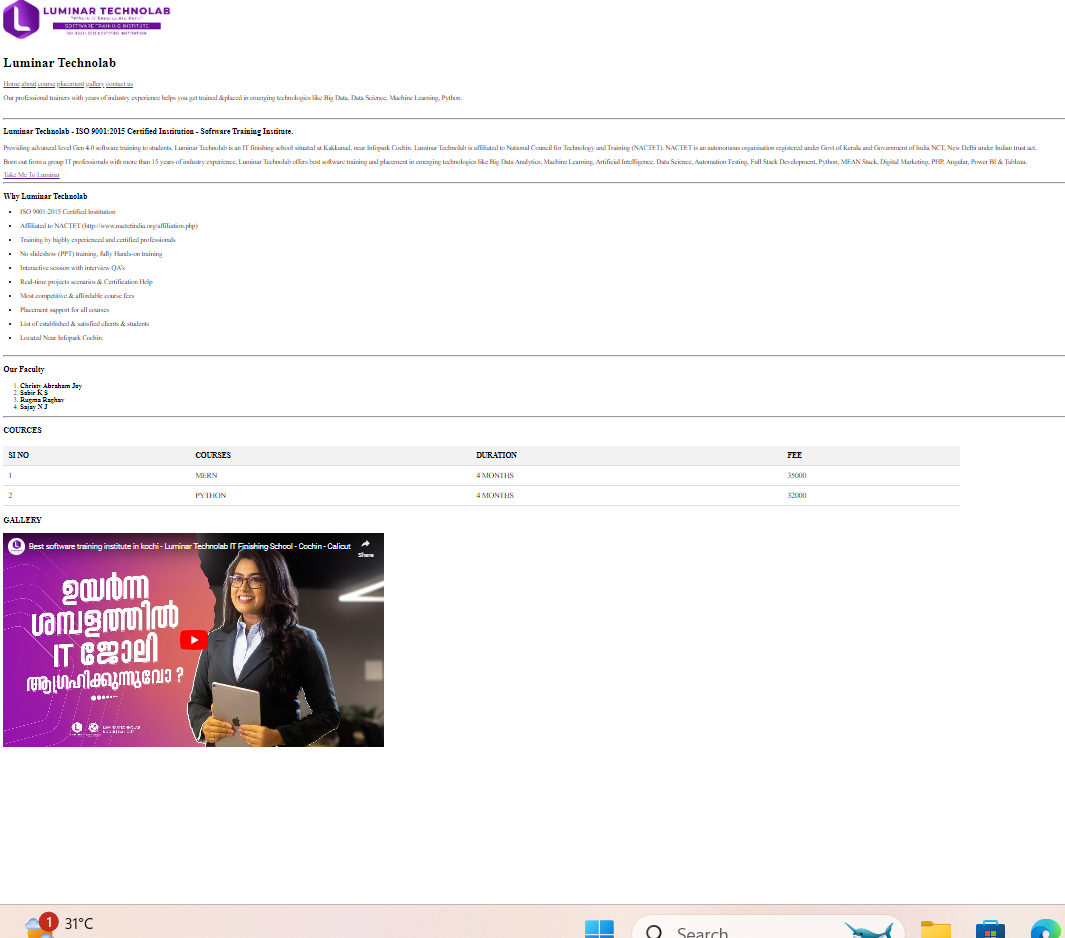 LUMINAR TECHNOLAB
SOFTWARE TRAINING INSTITUTE
ISO 9001:2015 CERTIFIED INSTITUTION
Luminar Technolab
Home about course placement gallery contact us
Our professional trainers with years of industry experience helps you get trained &placed in emerging technologies like Big Data, Data Science, Machine Learning, Python.
Luminar Technolab - ISO 9001:2015 Certified Institution - Software Training Institute.
Providing advanced level Gen 4.0 software training to students, Luminar Technolab is an IT finishing school situated at Kakkanad, near Infopark Cochin. Luminar Technolab is affiliated to National Council for Technology and Training (NACTET). NACTET is an autonomous organisation registered under Govt of Kerala and Government of India NCT, New Delhi under Indian trust act.
Born out from a group IT professionals with more than 15 years of industry experience, Luminar Technolab offers best software training and placement in emerging technologies like Big Data Analytics, Machine Learning, Artificial Intelligence, Data Science, Automation Testing, Full Stack Development, Python, MEAN Stack, Digital Marketing, PHP, Angular, Power BI & Tableau.
Take Me To Luminar
Why Luminar Technolab
ISO 9001:2015 Certified Institution
Affiliated to NACTET (http://www.nactetindia.org/affiliation.php)
Training by highly experienced and certified professionals
No slideshow (PPT) training, fully Hands-on training
Interactive session with interview QA's
Real-time projects scenarios & Certification Help
Most competitive & affordable course fees
Placement support for all courses
List of established & satisfied clients & students
Located Near Infopark Cochin.
Our Faculty
1. Christy Abraham Joy
2. Sabir K S
3. Rugma Raghav
4. Sajay N J
COURCES
SI NO COURSES DURATION FEE
1 MERN 4 MONTHS 35000
2 PYTHON 4 MONTHS 32000
GALLERY
Best software training institute in kochi - Luminar Technolab IT Finishing School - Cochin - Calicut
Share
ഉയർന്ന
ശമ്പളത്തിൽ
IT ജോലി
ആഗ്രഹിക്കുന്നുവോ ?
1 31°C
Search